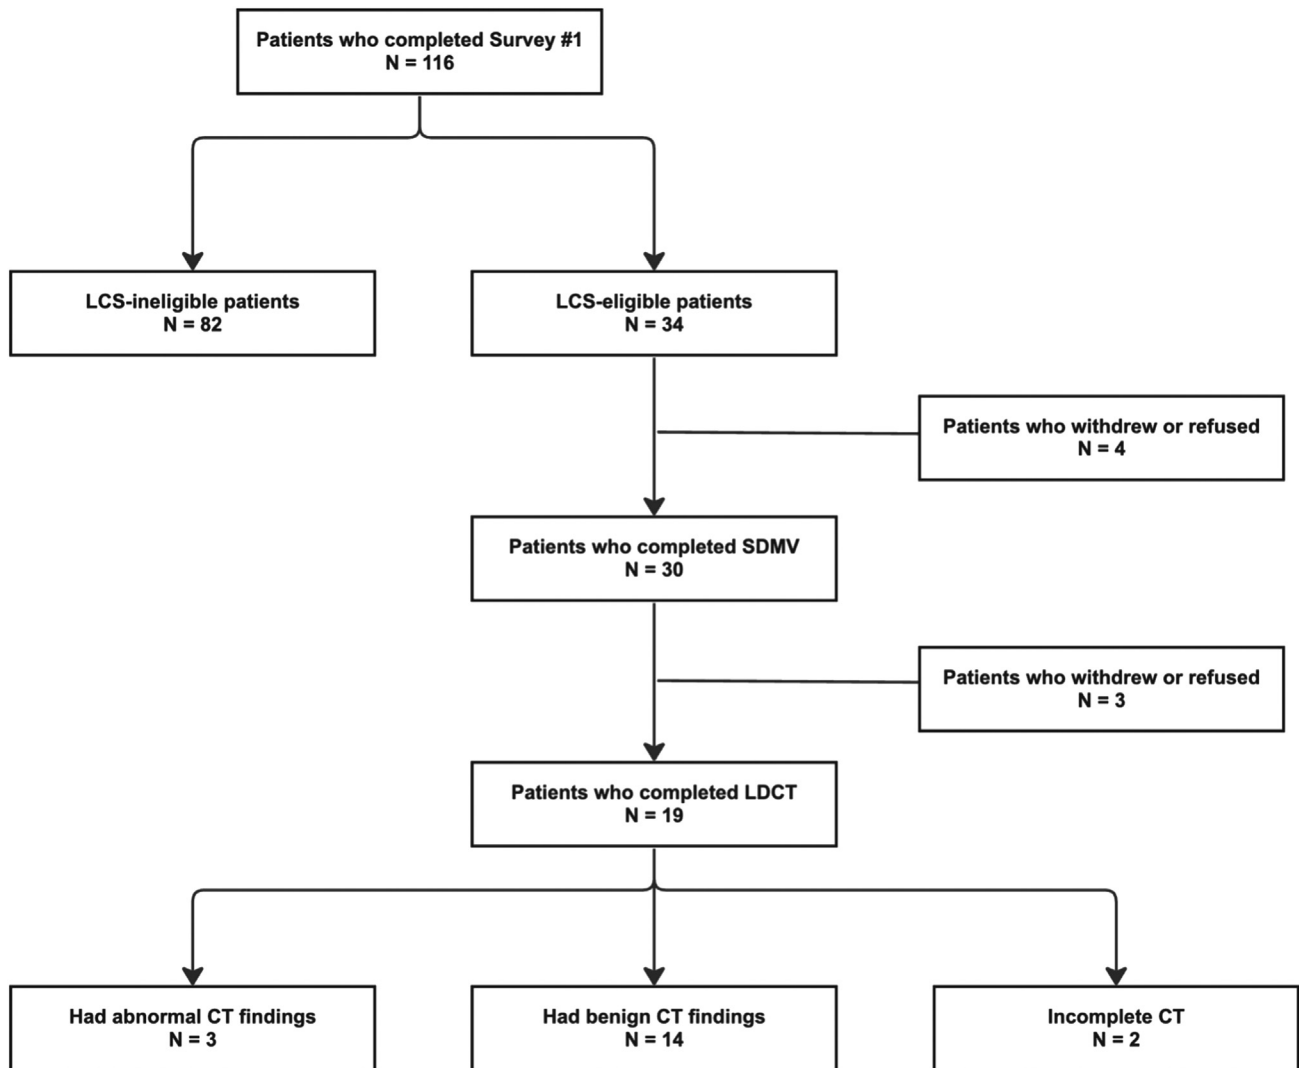 Patients who completed Survey #1
N = 116
LCS-ineligible patients
N = 82
LCS-eligible patients
N = 34
Patients who withdrew or refused
N = 4
Patients who completed SDMV
N = 30
Patients who withdrew or refused
N = 3
Patients who completed LDCT
N = 19
Had abnormal CT findings
N = 3
Had benign CT findings
N = 14
Incomplete CT
N = 2